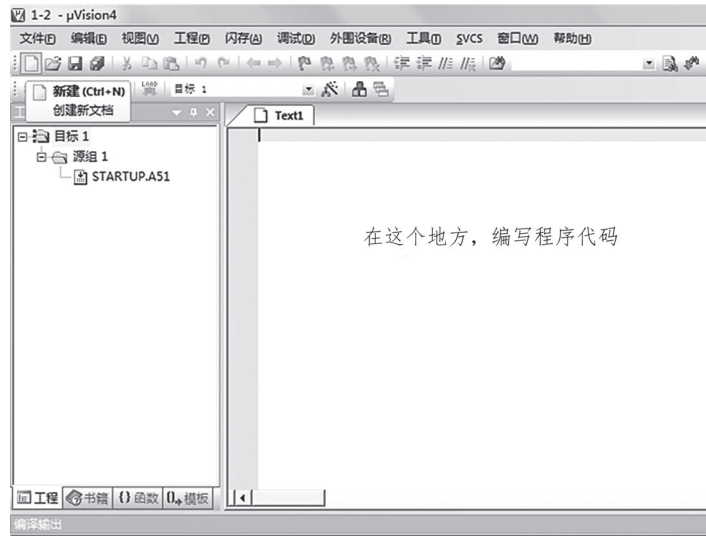 1-2 - μVision4
文件(F) 编辑(E) 视图(V) 工程(P) 闪存(A) 调试(D) 外围设备(R) 工具(T) SVCS 窗口(W) 帮助(H)
新建 (Ctrl+N)
创建新文档
LOAD
目标 1
工
Text1
目标 1
源组 1
STARTUP.A51
在这个地方，编写程序代码
工程 书籍 {} 函数 0 模板
编译输出